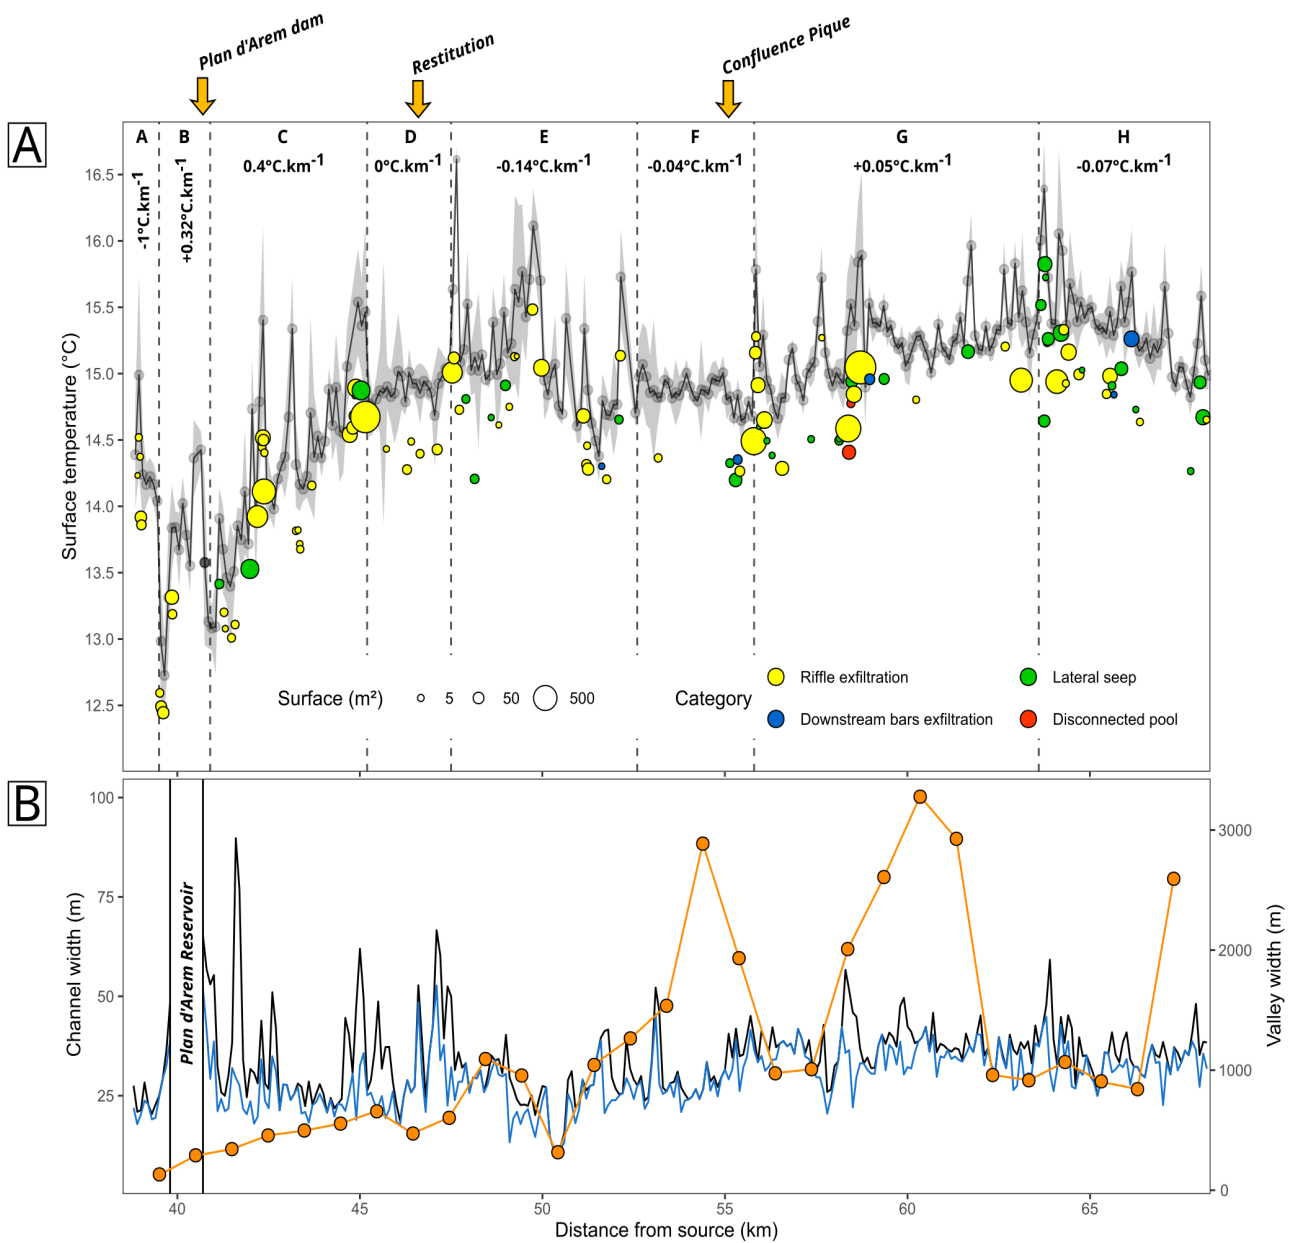 Plan d'Arem dam
Restitution
Confluence Pique
A
A B C D E F G H
-1°C.km-1
+0.32°C.km-1
0.4°C.km-1
0°C.km-1
-0.14°C.km-1
-0.04°C.km-1
+0.05°C.km-1
-0.07°C.km-1
Surface temperature (°C)
16.5
16.0
15.5
15.0
14.5
14.0
13.5
13.0
12.5
Surface (m²) 5 50 500
Category
Riffle exfiltration
Lateral seep
Downstream bars exfiltration
Disconnected pool
B
Channel width (m)
100
75
50
25
Plan d'Arem Reservoir
Valley width (m)
3000
2000
1000
0
40 45 50 55 60 65
Distance from source (km)